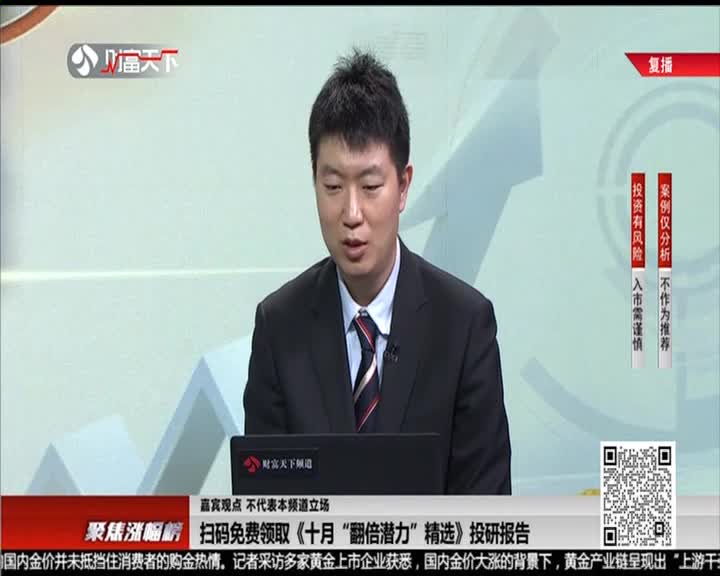 财富天下
复播
案例仅分析 不作为推荐
投资有风险 入市需谨慎
财富天下频道
嘉宾观点 不代表本频道立场
聚焦涨幅榜
扫码免费领取《十月“翻倍潜力”精选》投研报告
国内金价并未抵挡住消费者的购金热情。记者采访多家黄金上市企业获悉，国内金价大涨的背景下，黄金产业链呈现出“上游干